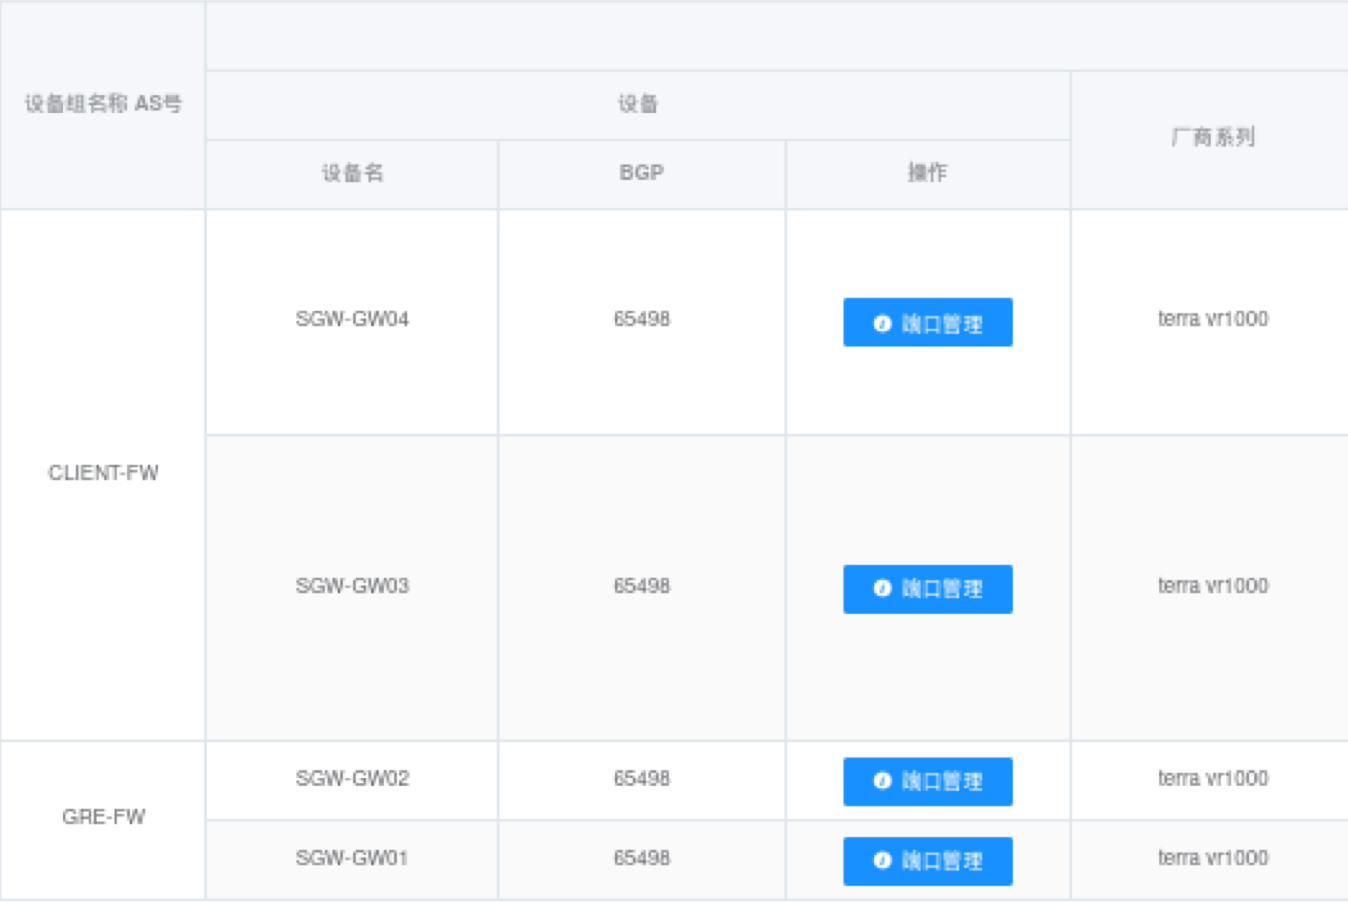 设备组名称 AS号
设备
厂商系列
设备名
BGP
操作
CLIENT-FW
SGW-GW04
65498
端口管理
terra vr1000
SGW-GW03
65498
端口管理
terra vr1000
GRE-FW
SGW-GW02
65498
端口管理
terra vr1000
SGW-GW01
65498
端口管理
terra vr1000